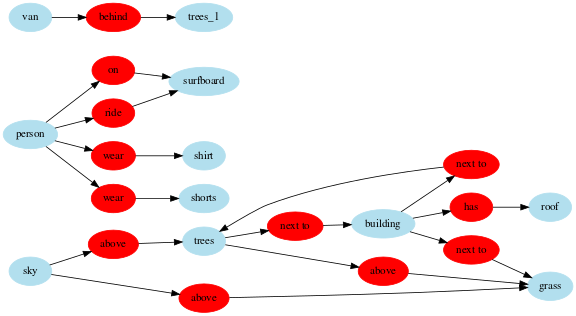 van behind trees_1
on surfboard
ride
person
wear shirt
wear shorts
next to
has roof
building
next to
trees next to
above
sky
above grass
above